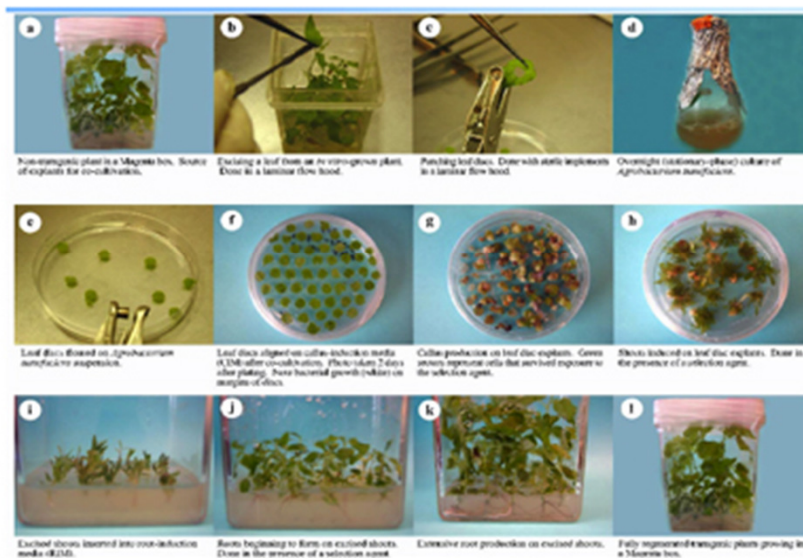 a
b
c
d
Non-transgenic plant in a Magenta box. Source
of explants for co-cultivation.
Excising a leaf from an in vitro-grown plant.
Done in a laminar flow hood.
Punching leaf discs. Done with sterile implements
in a laminar flow hood.
Overnight (stationary-phase) culture of
Agrobacterium tumefaciens.
e
f
g
h
Leaf discs floated on Agrobacterium
tumefaciens suspension.
Leaf discs aligned on callus-induction media
(CIM) after co-cultivation. Photo taken 2 days
after plating. Note bacterial growth (white) on
margins of discs.
Callus production on leaf disc explants. Green
sectors represent cells that survived exposure to
the selection agent.
Shoots induced on leaf disc explants. Done in
the presence of a selection agent.
i
j
k
l
Excised shoots inserted into root-induction
media (RIM).
Roots beginning to form on excised shoots.
Done in the presence of a selection agent
Extensive root production on excised shoots.
Fully regenerated transgenic plants growing in
a Magenta box.